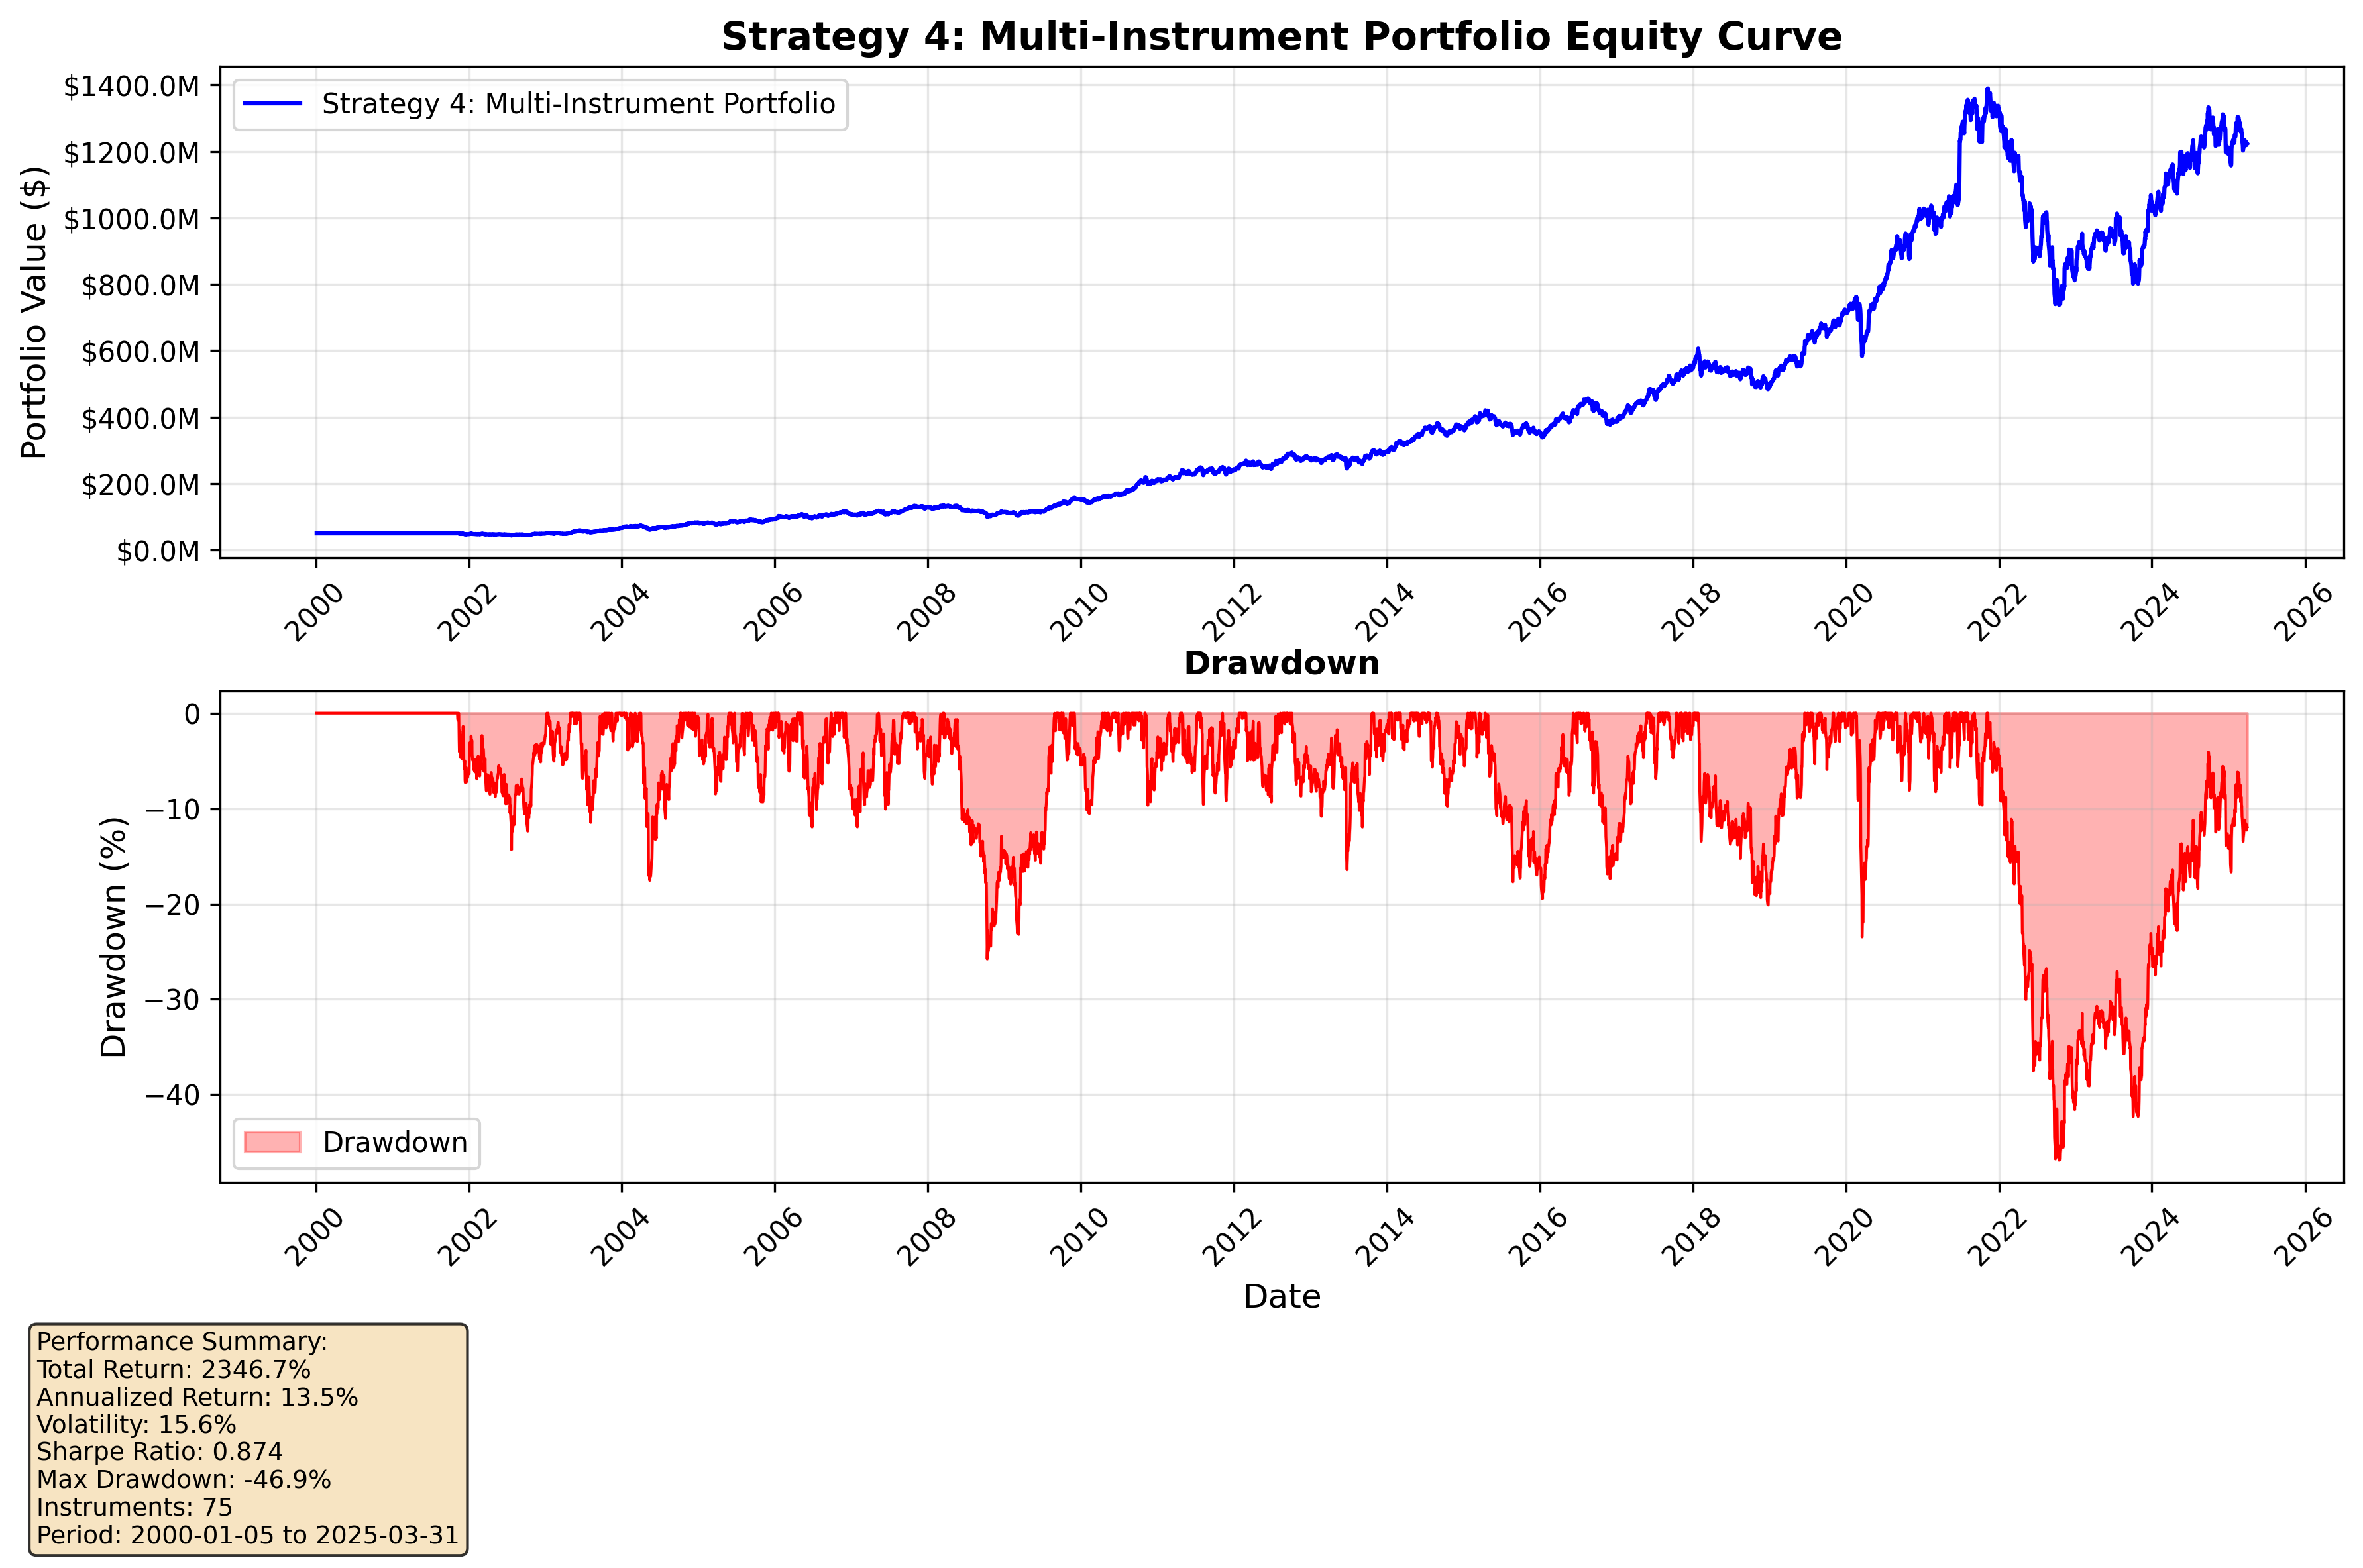 Strategy 4: Multi-Instrument Portfolio Equity Curve
Strategy 4: Multi-Instrument Portfolio
Portfolio Value ($)
$1400.0M
$1200.0M
$1000.0M
$800.0M
$600.0M
$400.0M
$200.0M
$0.0M
2000 2002 2004 2006 2008 2010 2012 2014 2016 2018 2020 2022 2024 2026
Drawdown
Drawdown (%)
0
−10
−20
−30
−40
Drawdown
2000 2002 2004 2006 2008 2010 2012 2014 2016 2018 2020 2022 2024 2026
Date
Performance Summary:
Total Return: 2346.7%
Annualized Return: 13.5%
Volatility: 15.6%
Sharpe Ratio: 0.874
Max Drawdown: -46.9%
Instruments: 75
Period: 2000-01-05 to 2025-03-31